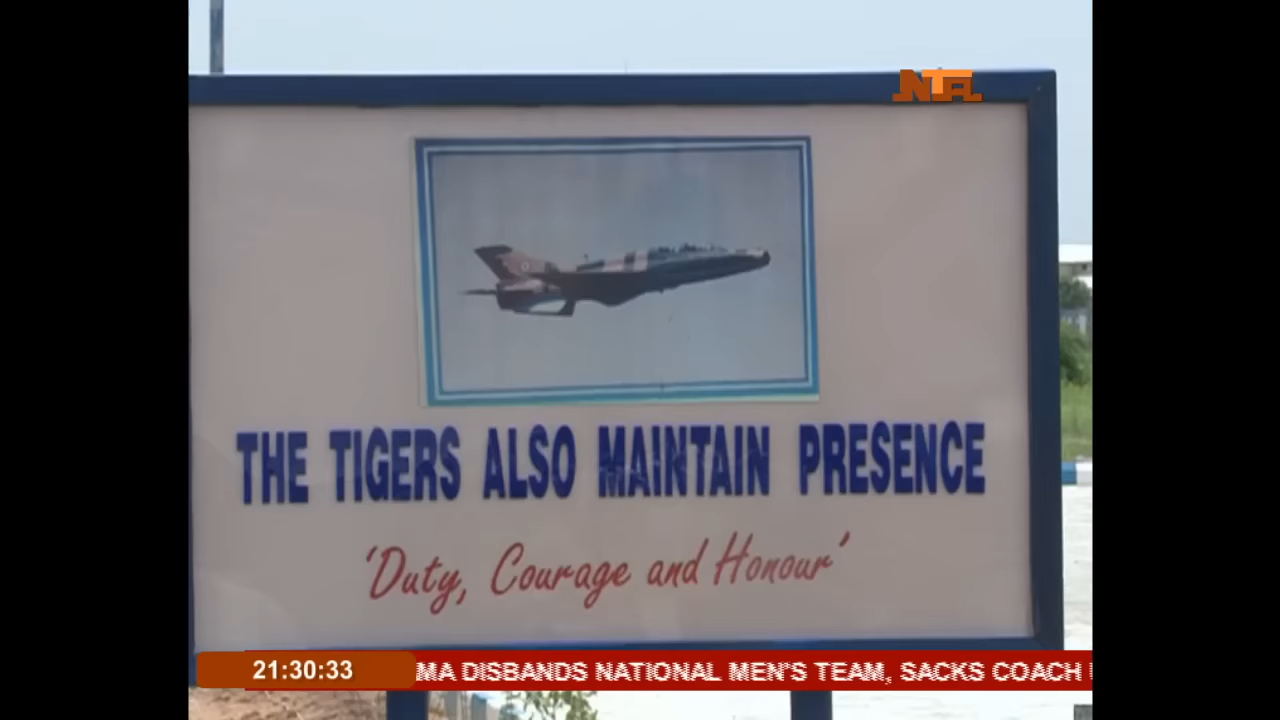 NTA
THE TIGERS ALSO MAINTAIN PRESENCE
'Duty, Courage and Honour'
21:30:33
MA DISBANDS NATIONAL MEN'S TEAM, SACKS COACH